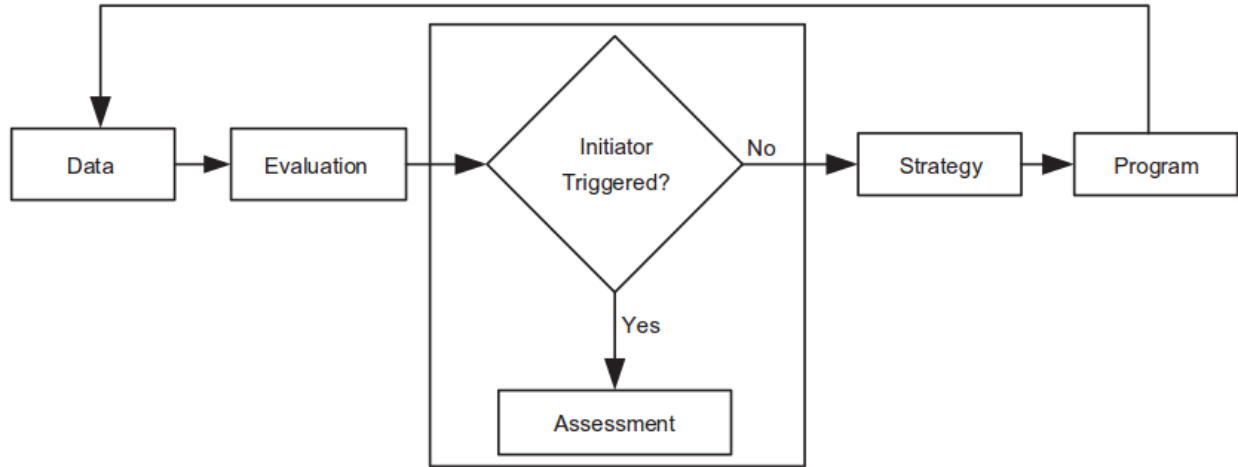 Data
Evaluation
Initiator
Triggered?
No
Strategy
Program
Yes
Assessment